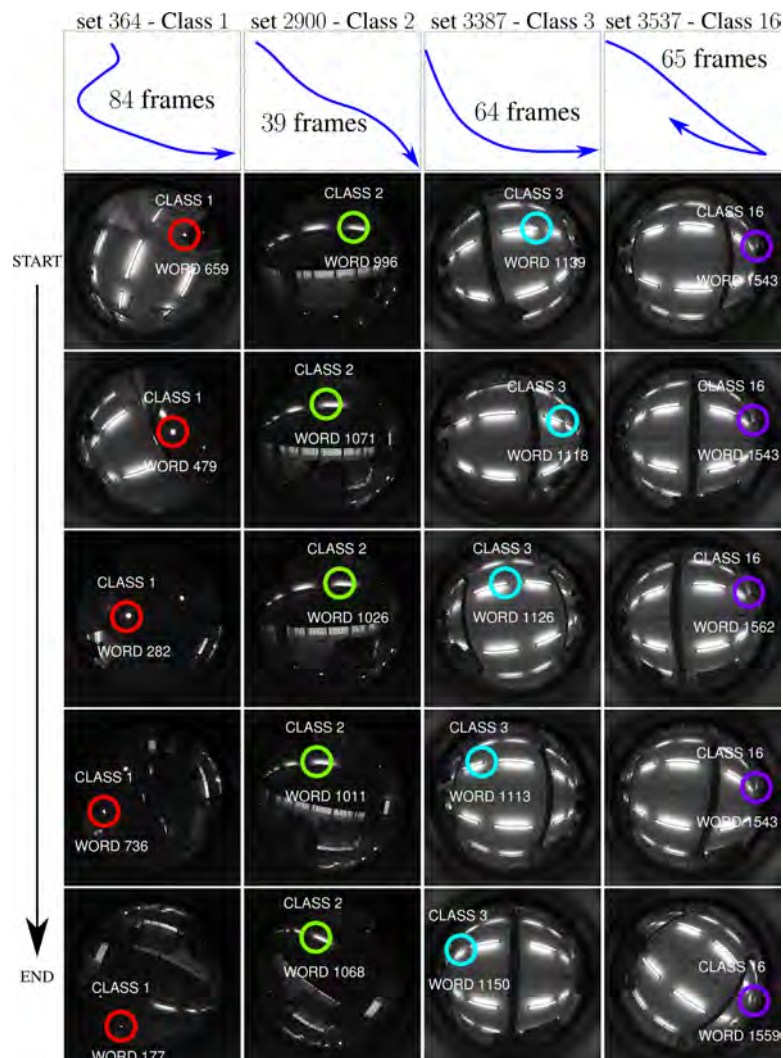 set 364 - Class 1 set 2900 - Class 2 set 3387 - Class 3 set 3537 - Class 16
84 frames
39 frames
64 frames
65 frames
START
CLASS 1
WORD 659
CLASS 2
WORD 996
CLASS 3
WORD 1139
CLASS 16
WORD 1543
CLASS 1
WORD 479
CLASS 2
WORD 1071
CLASS 3
WORD 1118
CLASS 16
WORD 1543
CLASS 1
WORD 282
CLASS 2
WORD 1026
CLASS 3
WORD 1126
CLASS 16
WORD 1562
CLASS 1
WORD 736
CLASS 2
WORD 1011
CLASS 3
WORD 1113
CLASS 16
WORD 1543
END
CLASS 1
WORD 177
CLASS 2
WORD 1068
CLASS 3
WORD 1150
CLASS 16
WORD 1559